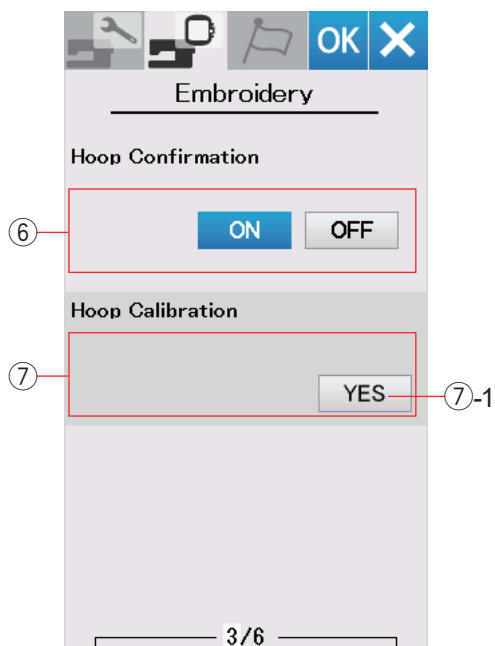 OK X
Embroidery
Hoop Confirmation
⑥ ON OFF
Hoop Calibration
⑦ YES ⑦-1
3/6